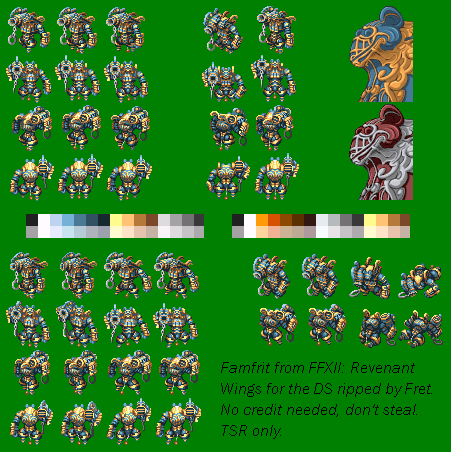 Famfrit from FFXII: Revenant
Wings for the DS ripped by Fret.
No credit needed, don't steal.
TSR only.